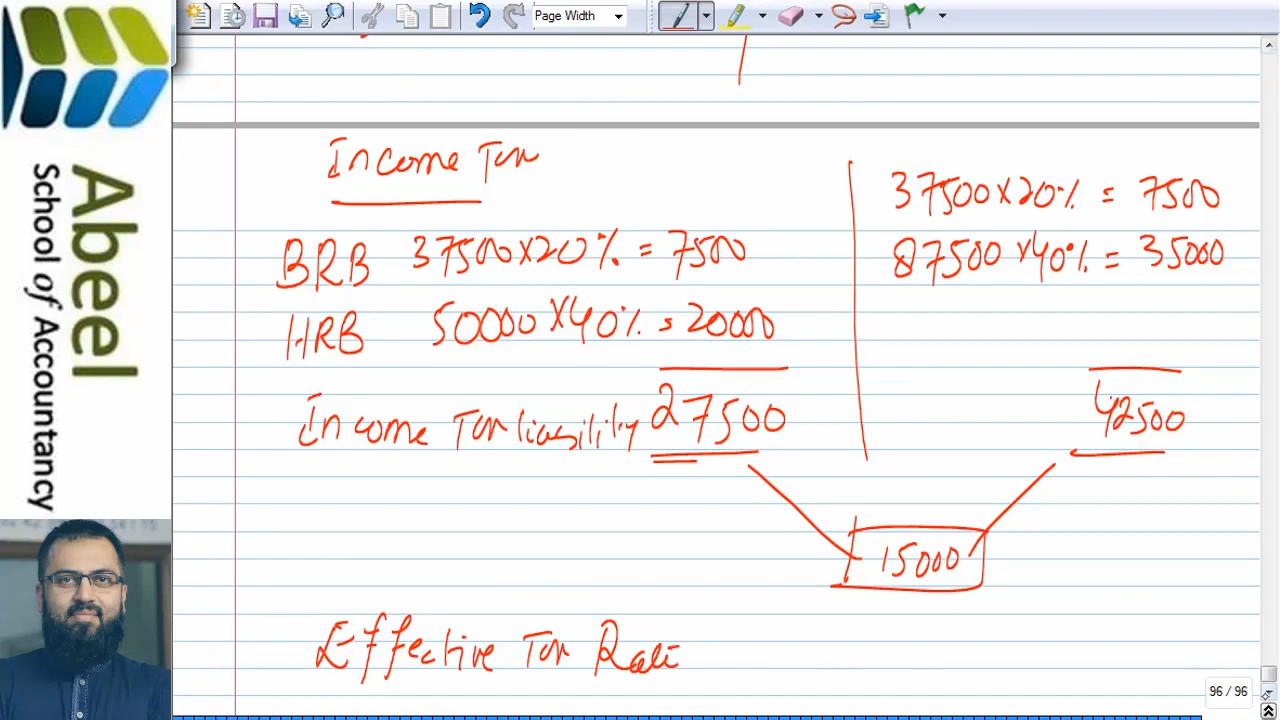 Page Width
Abeel
School of Accountancy
Income Tax
BRB 37500×20% = 7500
HRB 50000×40% = 20000
Income Tax liability 27500
37500×20% = 7500
87500×40% = 35000
42500
15000
Effective Tax Rate
96 / 96